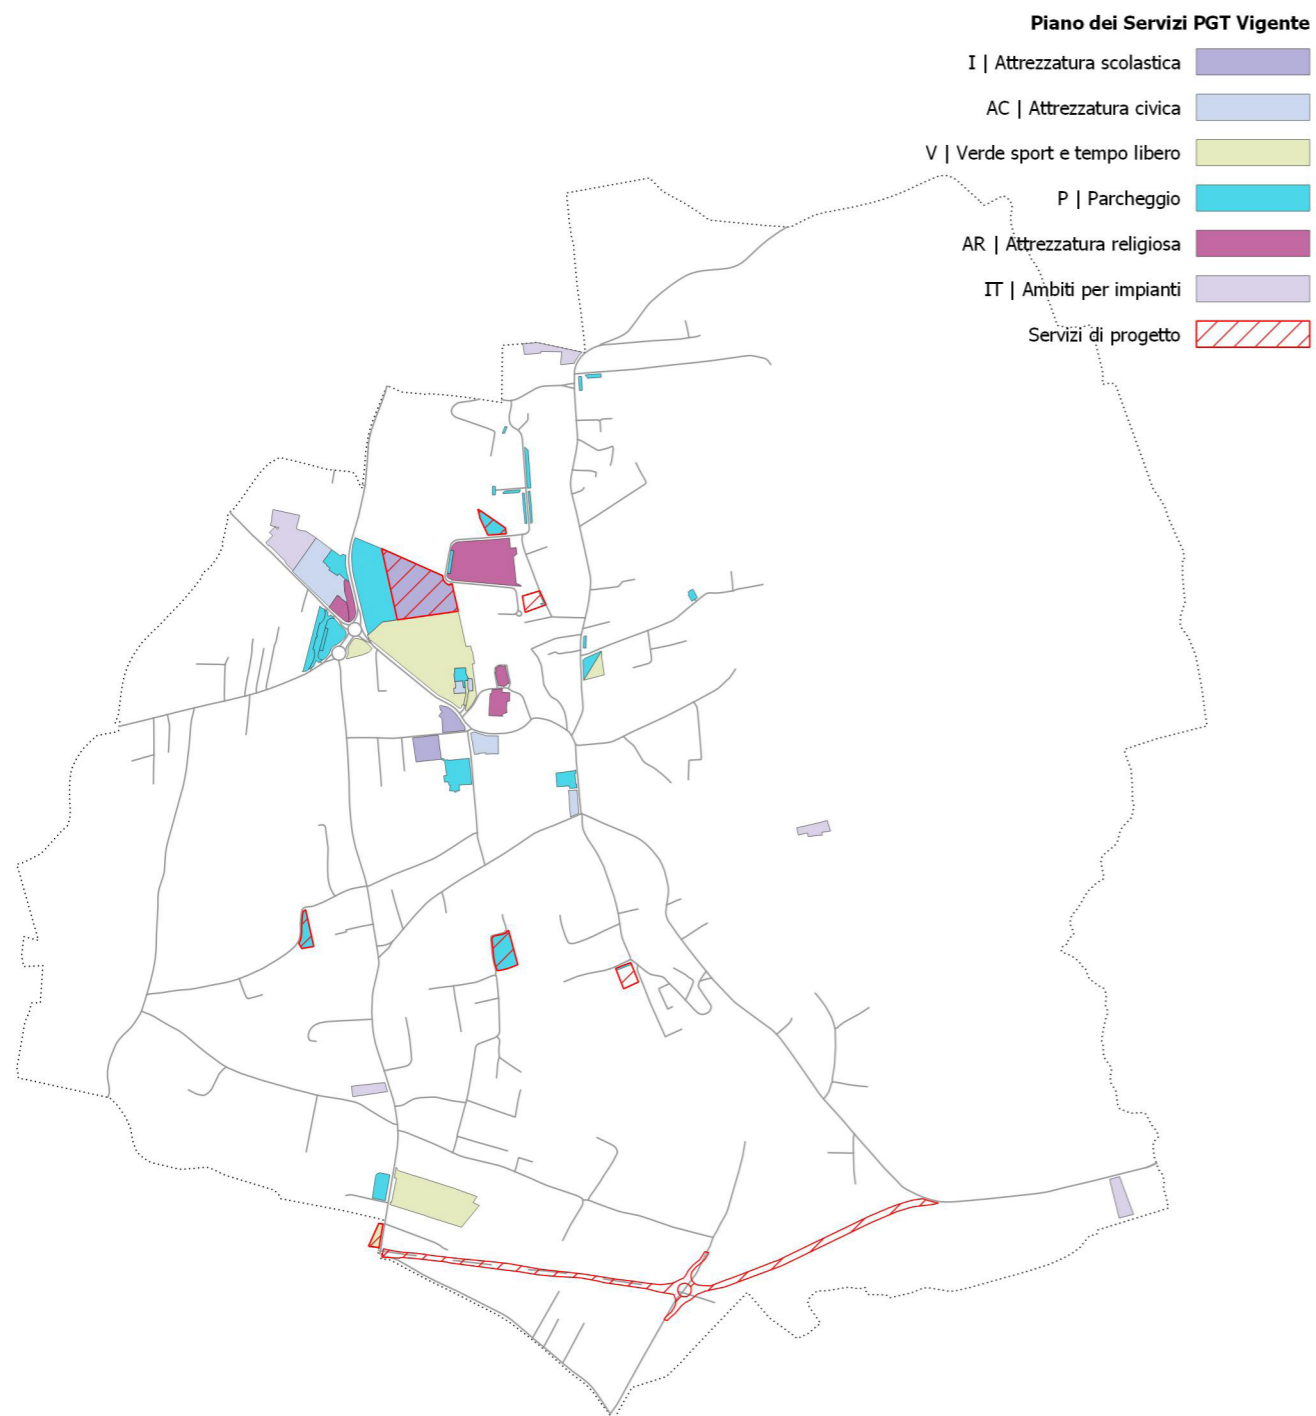 Piano dei Servizi PGT Vigente
I | Attrezzatura scolastica
AC | Attrezzatura civica
V | Verde sport e tempo libero
P | Parcheggio
AR | Attrezzatura religiosa
IT | Ambiti per impianti
Servizi di progetto